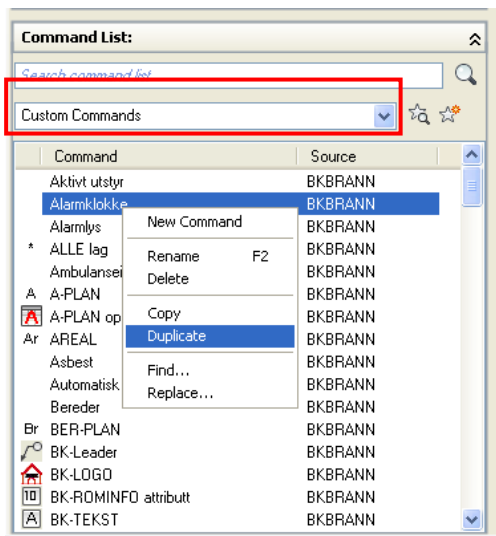 Command List:
Search command list
Custom Commands
Command Source
Aktivt utstyr BKBRANN
Alarmklokke BKBRANN
Alarmlys BKBRANN
* ALLE lag BKBRANN
Ambulansei BKBRANN
A A-PLAN BKBRANN
A A-PLAN op BKBRANN
Ar AREAL BKBRANN
Asbest BKBRANN
Automatisk BKBRANN
Bereder BKBRANN
Br BER-PLAN BKBRANN
BK-Leader BKBRANN
BK-LOGO BKBRANN
10 BK-ROMINFO attributt BKBRANN
A BK-TEKST BKBRANN
New Command
Rename F2
Delete
Copy
Duplicate
Find...
Replace...